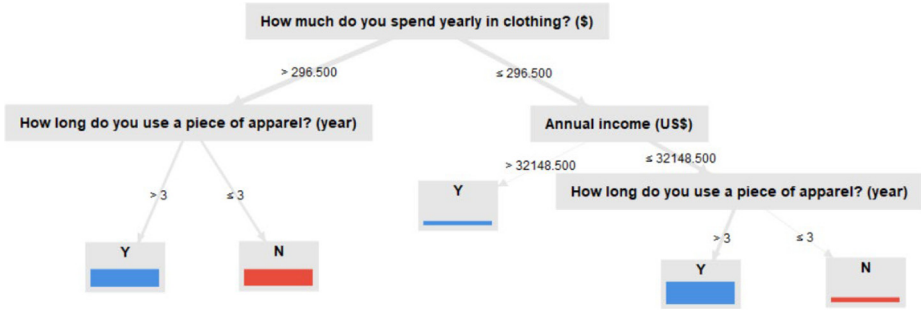 How much do you spend yearly in clothing? ($)
> 296.500
≤ 296.500
How long do you use a piece of apparel? (year)
Annual income (US$)
> 32148.500
≤ 32148.500
> 3
≤ 3
Y
How long do you use a piece of apparel? (year)
Y
N
> 3
≤ 3
Y
N